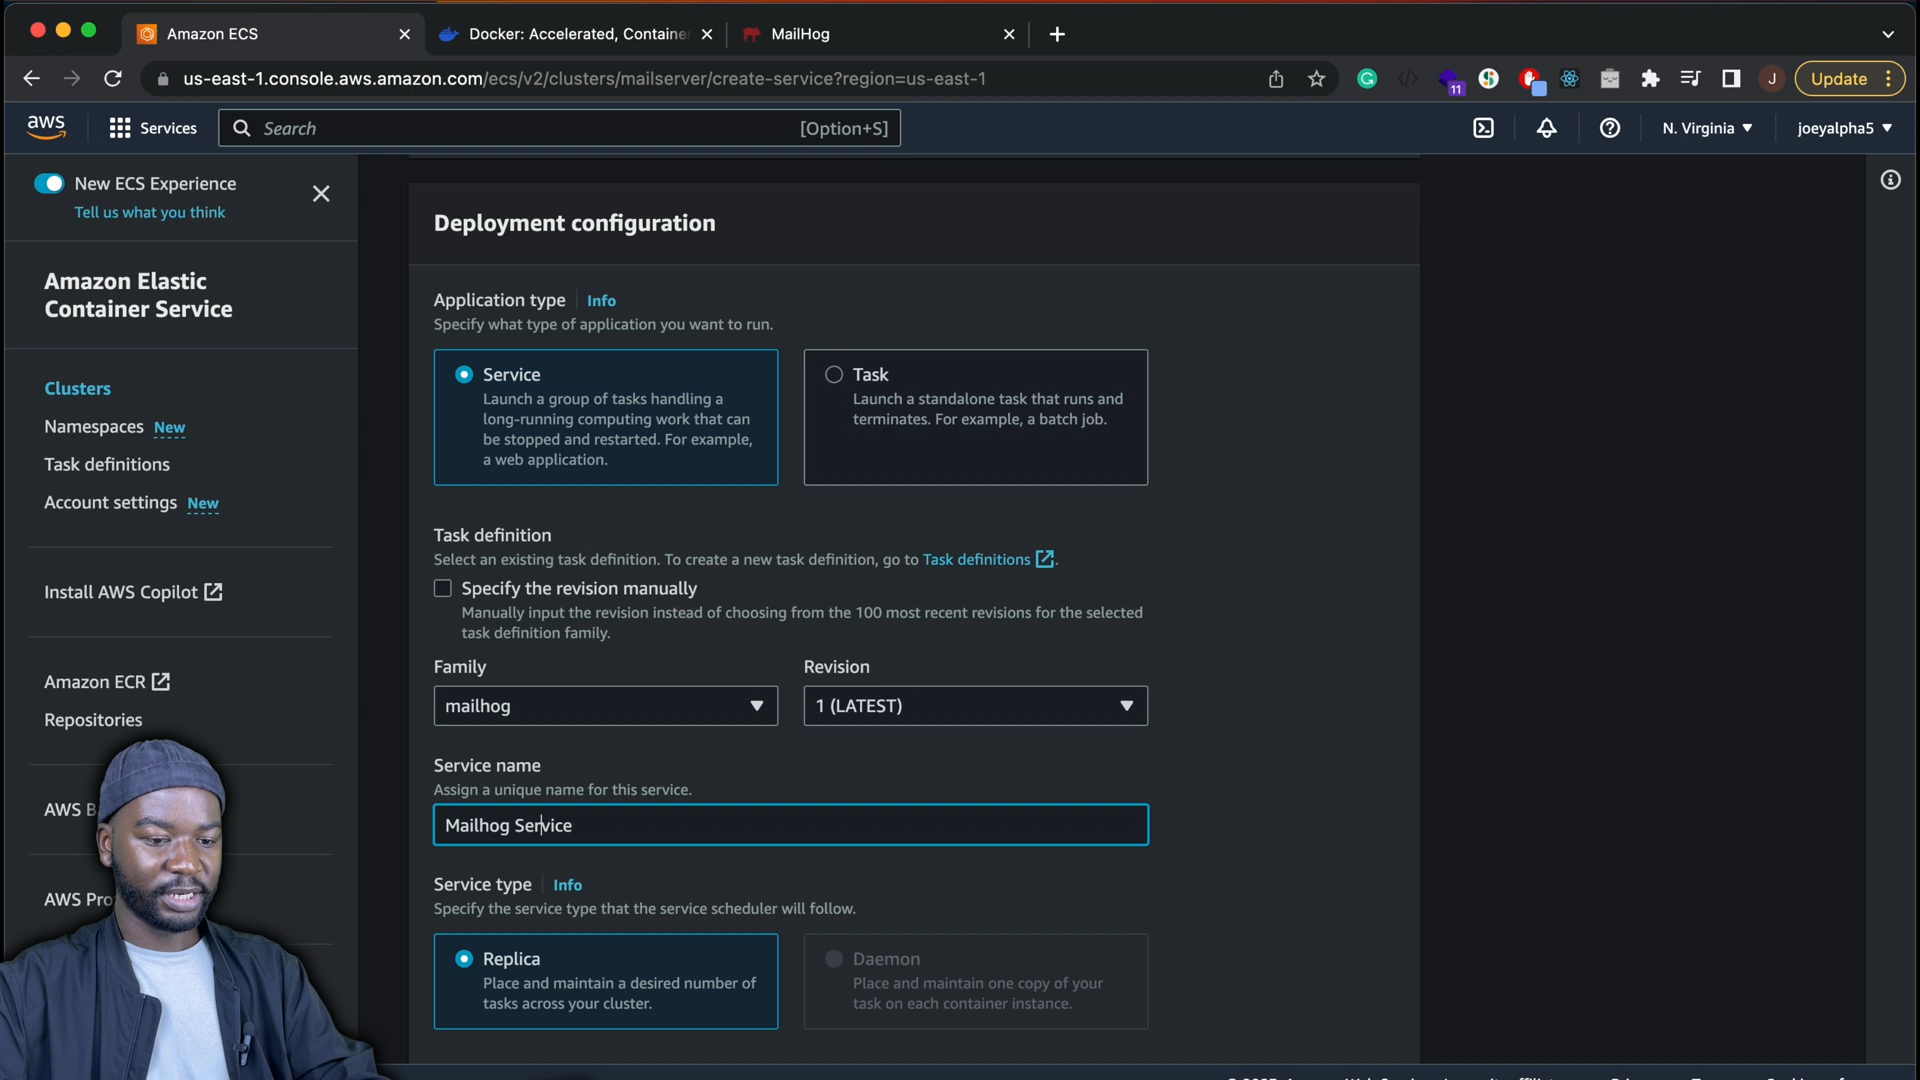 Amazon ECS
Docker: Accelerated, Container
MailHog
us-east-1.console.aws.amazon.com/ecs/v2/clusters/mailserver/create-service?region=us-east-1
11
J
Update
aws
Services
Search
[Option+S]
N. Virginia
joeyalpha5
New ECS Experience
Tell us what you think
Amazon Elastic
Container Service
Clusters
Namespaces New
Task definitions
Account settings New
Install AWS Copilot
Amazon ECR
Repositories
AWS B
AWS Pro
Deployment configuration
Application type Info
Specify what type of application you want to run.
Service
Launch a group of tasks handling a
long-running computing work that can
be stopped and restarted. For example,
a web application.
Task
Launch a standalone task that runs and
terminates. For example, a batch job.
Task definition
Select an existing task definition. To create a new task definition, go to Task definitions.
Specify the revision manually
Manually input the revision instead of choosing from the 100 most recent revisions for the selected
task definition family.
Family
mailhog
Revision
1 (LATEST)
Service name
Assign a unique name for this service.
Mailhog Service
Service type Info
Specify the service type that the service scheduler will follow.
Replica
Place and maintain a desired number of
tasks across your cluster.
Daemon
Place and maintain one copy of your
task on each container instance.